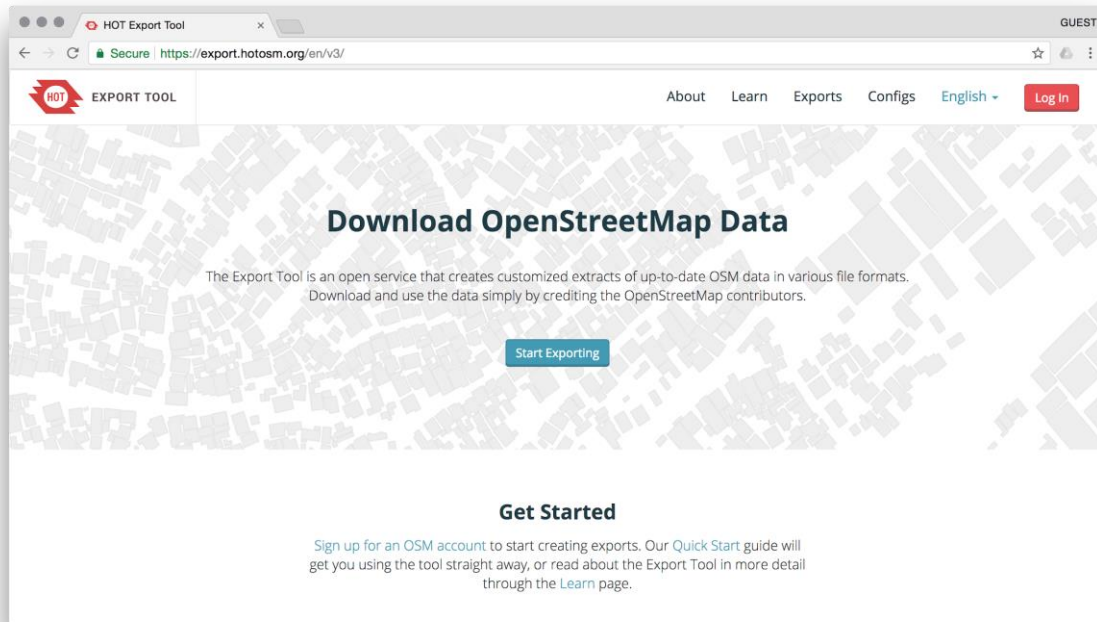 HOT Export Tool
GUEST
Secure https://export.hotosm.org/en/v3/
HOT EXPORT TOOL
About Learn Exports Configs English Log In
Download OpenStreetMap Data
The Export Tool is an open service that creates customized extracts of up-to-date OSM data in various file formats.
Download and use the data simply by crediting the OpenStreetMap contributors.
Start Exporting
Get Started
Sign up for an OSM account to start creating exports. Our Quick Start guide will
get you using the tool straight away, or read about the Export Tool in more detail
through the Learn page.